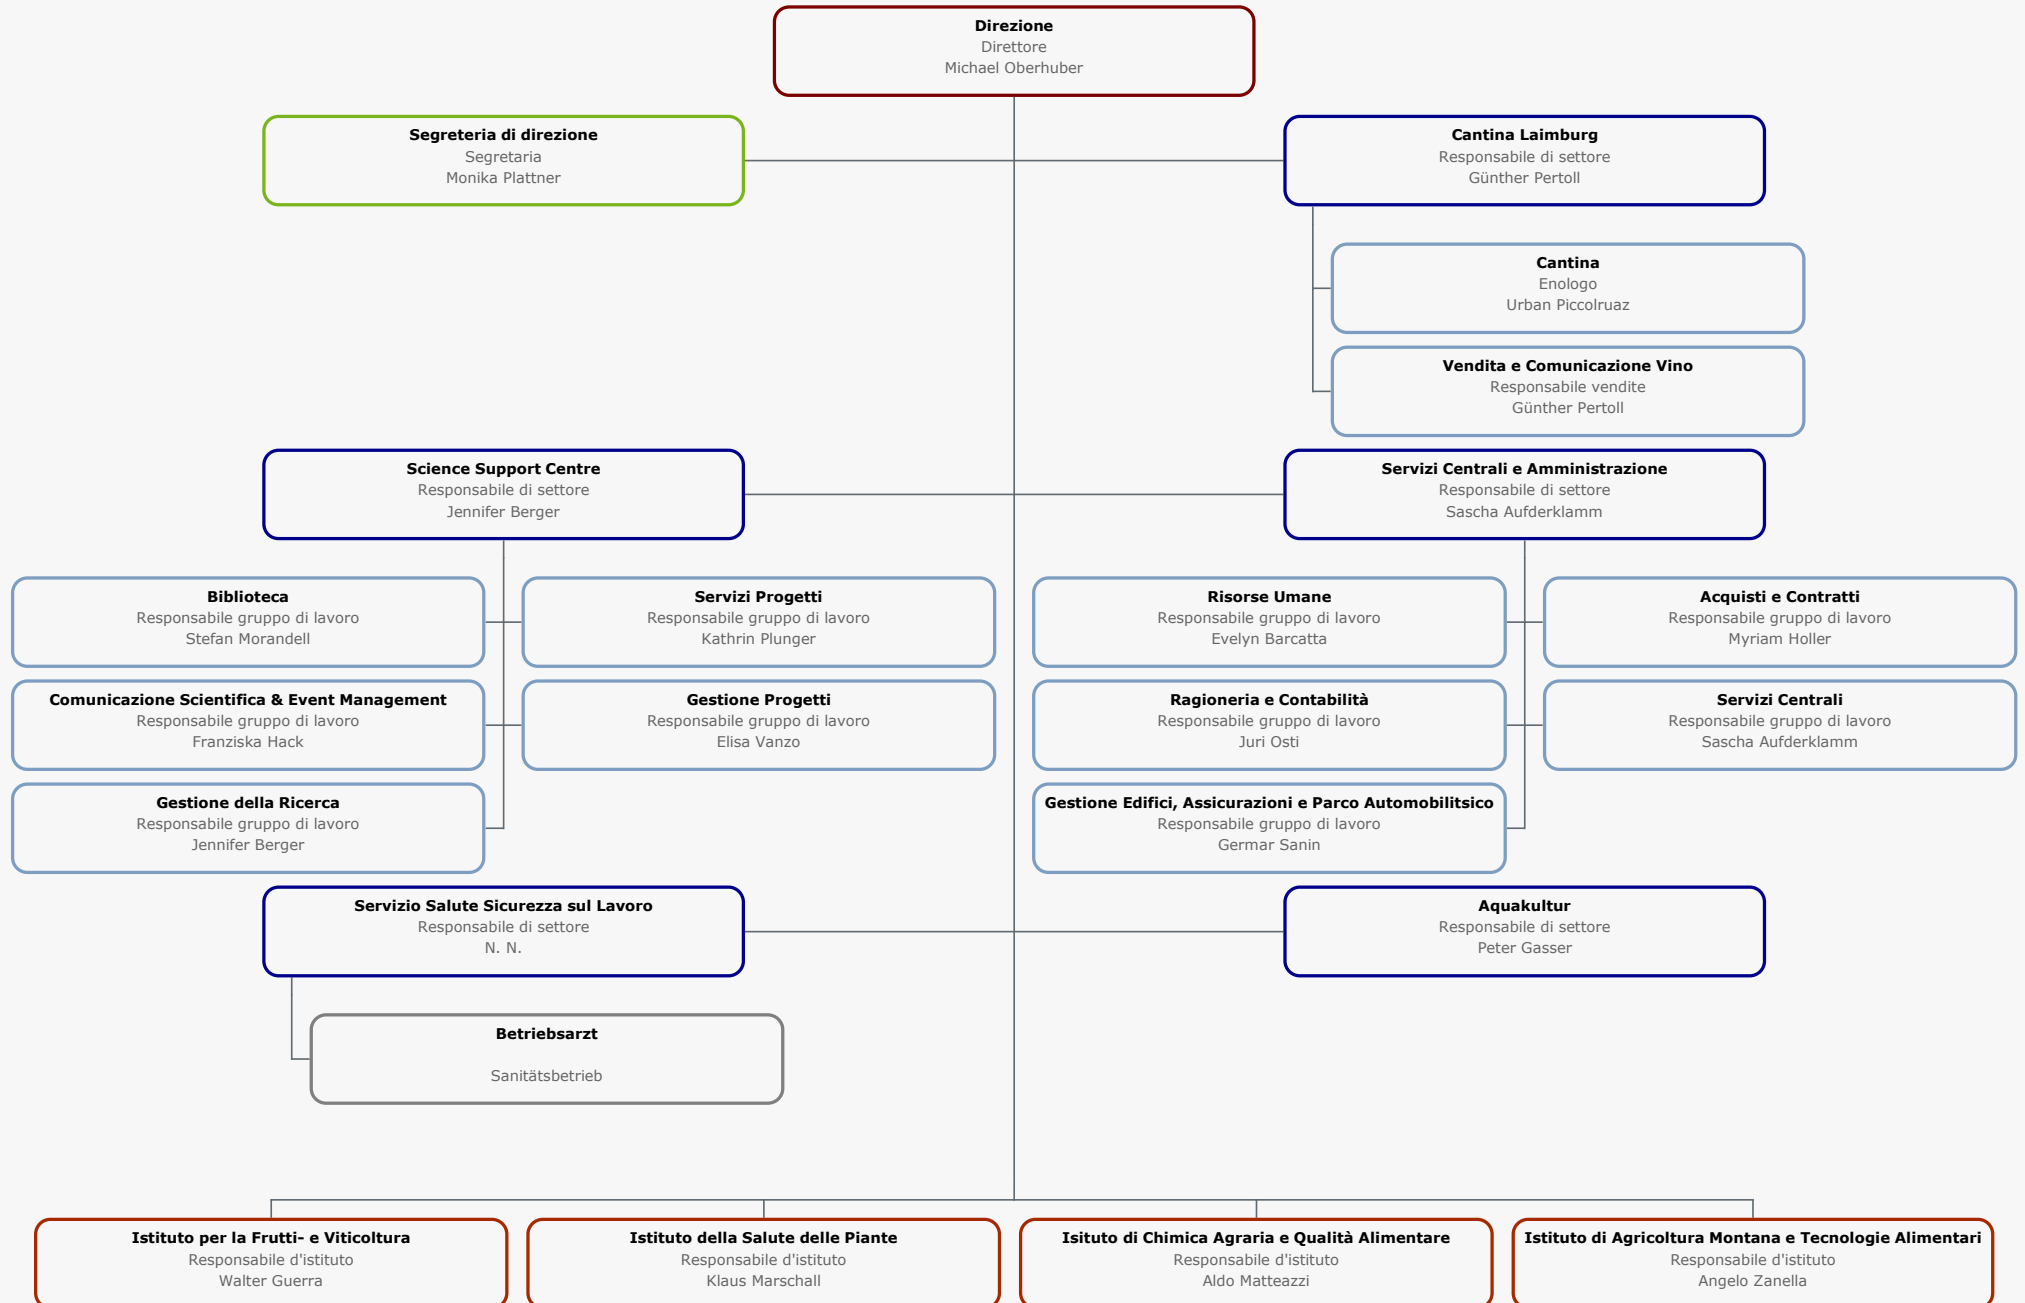 Direzione
Direttore
Michael Oberhuber
Segreteria di direzione
Segretaria
Monika Plattner
Cantina Laimburg
Responsabile di settore
Günther Pertoll
Cantina
Enologo
Urban Piccolruaz
Vendita e Comunicazione Vino
Responsabile vendite
Günther Pertoll
Science Support Centre
Responsabile di settore
Jennifer Berger
Servizi Centrali e Amministrazione
Responsabile di settore
Sascha Aufderklamm
Biblioteca
Responsabile gruppo di lavoro
Stefan Morandell
Servizi Progetti
Responsabile gruppo di lavoro
Kathrin Plunger
Risorse Umane
Responsabile gruppo di lavoro
Evelyn Barcatta
Acquisti e Contratti
Responsabile gruppo di lavoro
Myriam Holler
Comunicazione Scientifica & Event Management
Responsabile gruppo di lavoro
Franziska Hack
Gestione Progetti
Responsabile gruppo di lavoro
Elisa Vanzo
Ragioneria e Contabilità
Responsabile gruppo di lavoro
Juri Osti
Servizi Centrali
Responsabile gruppo di lavoro
Sascha Aufderklamm
Gestione della Ricerca
Responsabile gruppo di lavoro
Jennifer Berger
Gestione Edifici, Assicurazioni e Parco Automobilitsico
Responsabile gruppo di lavoro
Germar Sanin
Servizio Salute Sicurezza sul Lavoro
Responsabile di settore
N. N.
Aquakultur
Responsabile di settore
Peter Gasser
Betriebsarzt
Sanitätsbetrieb
Istituto per la Frutti- e Viticoltura
Responsabile d'istituto
Walter Guerra
Istituto della Salute delle Piante
Responsabile d'istituto
Klaus Marschall
Isituto di Chimica Agraria e Qualità Alimentare
Responsabile d'istituto
Aldo Matteazzi
Istituto di Agricoltura Montana e Tecnologie Alimentari
Responsabile d'istituto
Angelo Zanella